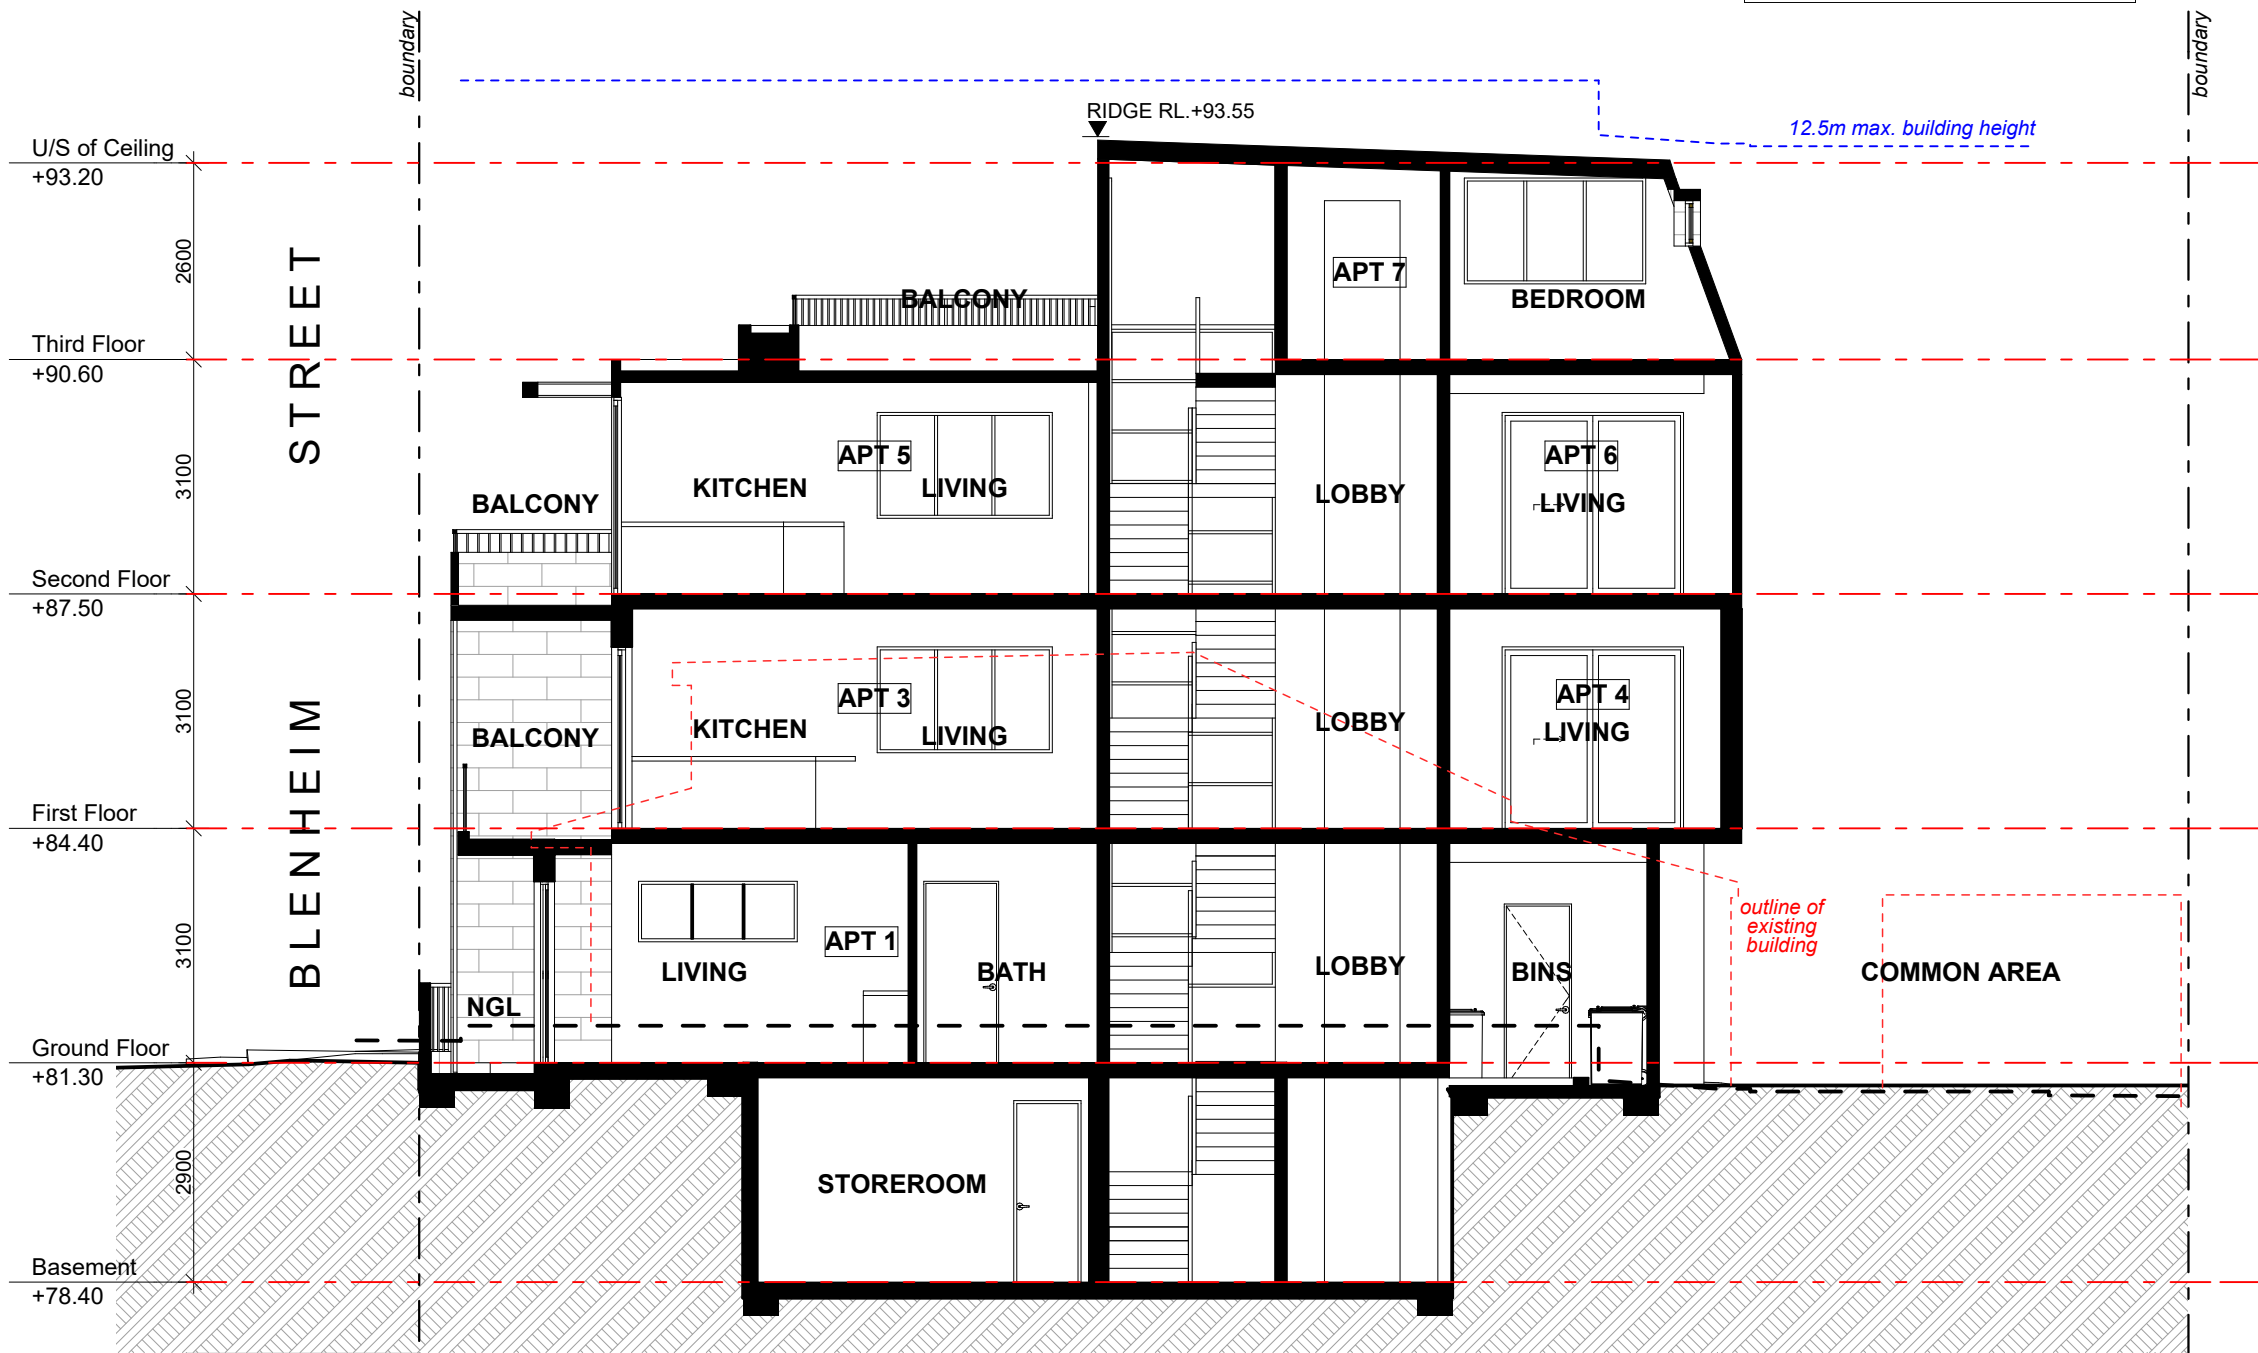 boundary
boundary
RIDGE RL.+93.55
12.5m max. building height
U/S of Ceiling
+93.20
2600
STREET
APT 7
BALCONY
BEDROOM
Third Floor
+90.60
3100
APT 5
APT 6
KITCHEN
LIVING
LOBBY
LIVING
BALCONY
Second Floor
+87.50
3100
BLENHEIM
APT 3
APT 4
KITCHEN
LIVING
LOBBY
LIVING
BALCONY
First Floor
+84.40
3100
outline of
existing
building
APT 1
LIVING
BATH
LOBBY
BINS
COMMON AREA
NGL
Ground Floor
+81.30
2900
STOREROOM
Basement
+78.40